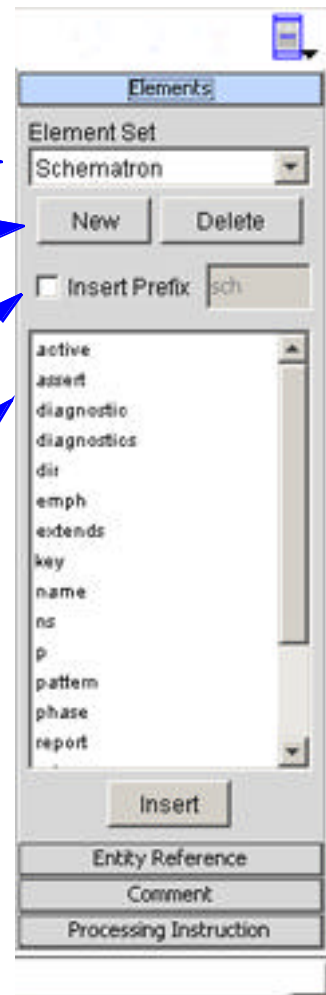 Elements
Element Set
Schematron
New Delete
Insert Prefix sch
active
assert
diagnostic
diagnostics
dir
emph
extends
key
name
ns
p
pattern
phase
report
Insert
Entity Reference
Comment
Processing Instruction